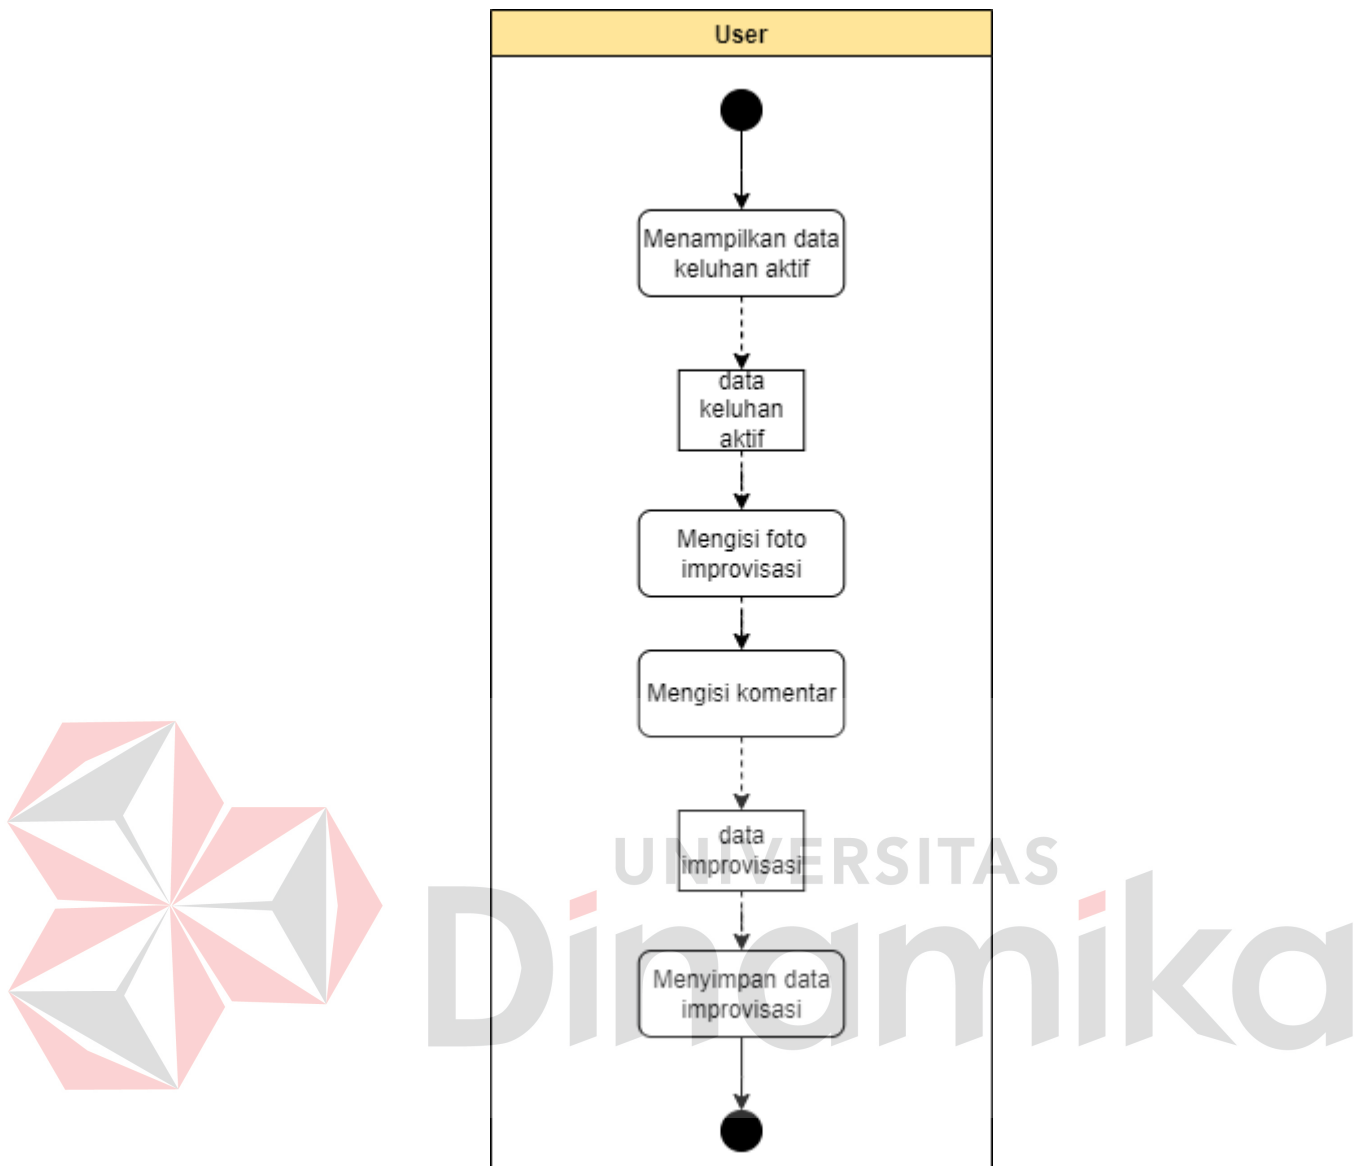 User
Menampilkan data
keluhan aktif
data
keluhan
aktif
Mengisi foto
improvisasi
Mengisi komentar
data
improvisasi
UNIVERSITAS
Dinamika
Menyimpan data
improvisasi